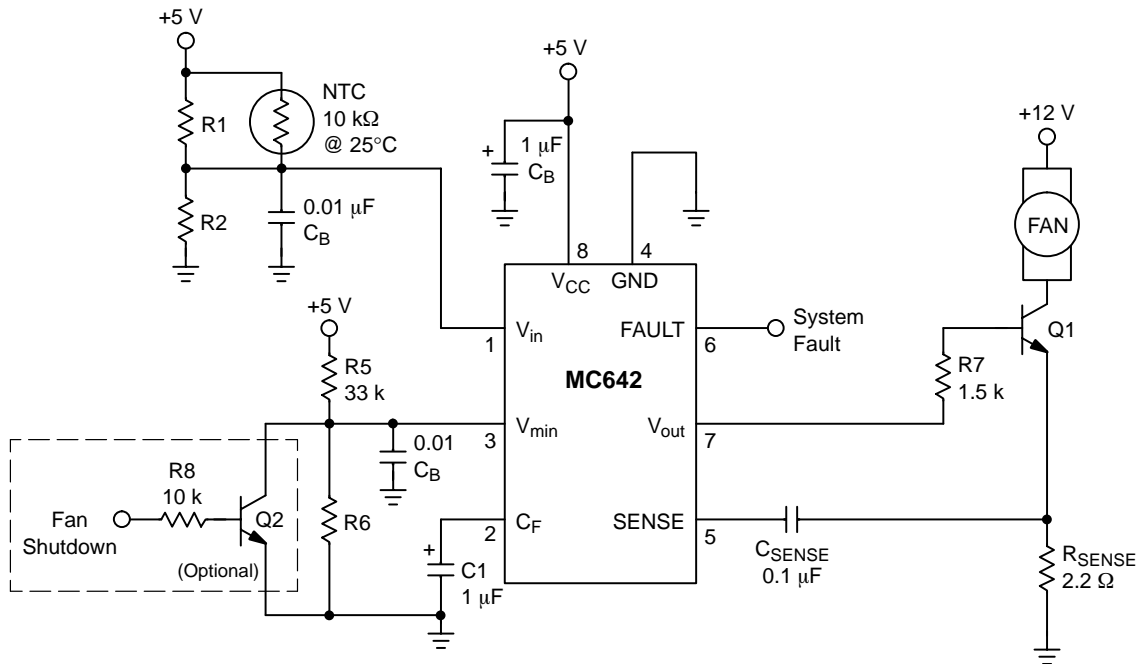 +5 V
NTC
10 kΩ
@ 25°C
R1
R2
0.01 μF
C_B
+5 V
+
1 μF
C_B
+12 V
FAN
8
4
V_CC
GND
V_in
1
FAULT
6
System
Fault
Q1
MC642
R7
1.5 k
+5 V
R5
33 k
V_min
3
V_out
7
0.01
C_B
R8
10 k
Fan
Shutdown
Q2
(Optional)
R6
C_F
2
+
C1
1 μF
SENSE
5
C_SENSE
0.1 μF
R_SENSE
2.2 Ω